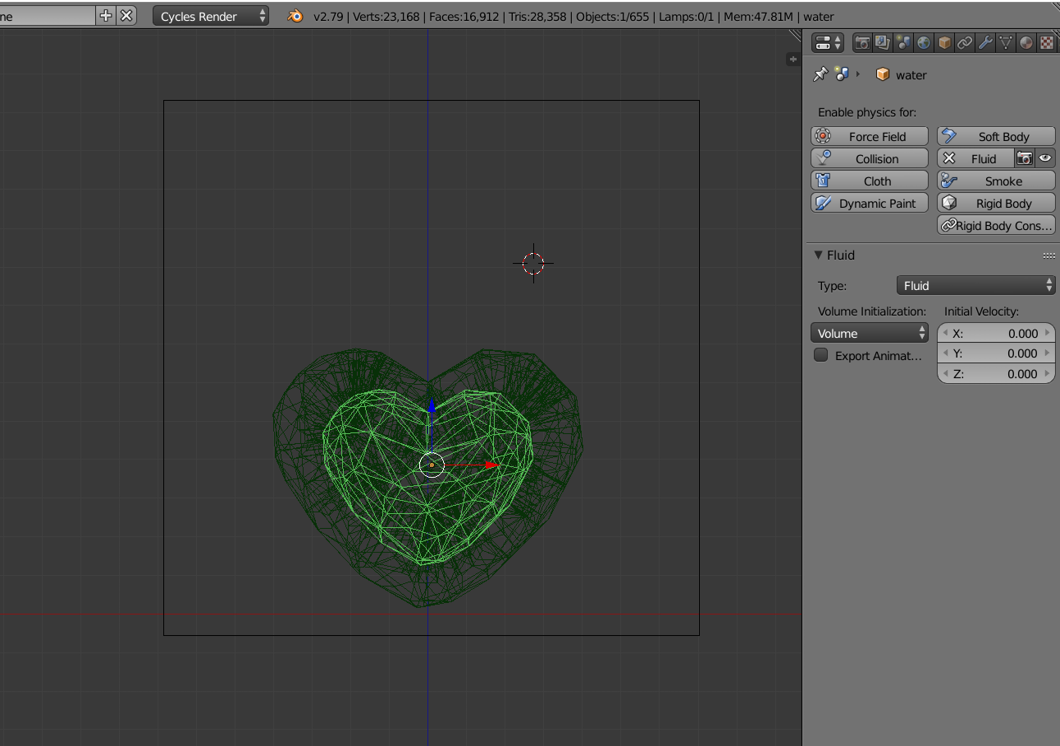 ne
Cycles Render
v2.79 | Verts:23,168 | Faces:16,912 | Tris:28,358 | Objects:1/655 | Lamps:0/1 | Mem:47.81M | water
water
Enable physics for:
Force Field
Soft Body
Collision
Fluid
Cloth
Smoke
Dynamic Paint
Rigid Body
Rigid Body Cons...
Fluid
Type:
Fluid
Volume Initialization:
Initial Velocity:
Volume
X: 0.000
Export Animat...
Y: 0.000
Z: 0.000